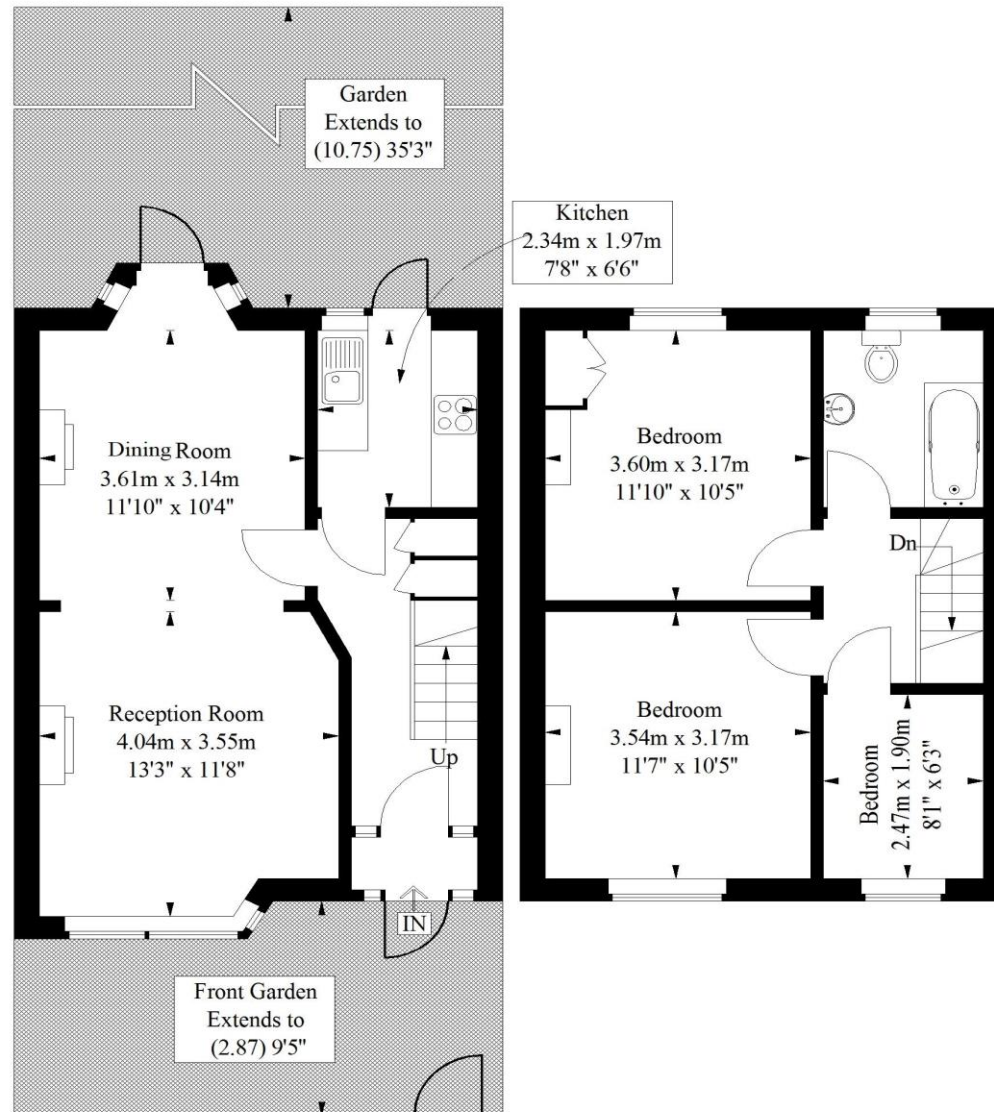 Garden
Extends to
(10.75) 35'3"
Kitchen
2.34m x 1.97m
7'8" x 6'6"
Dining Room
3.61m x 3.14m
11'10" x 10'4"
Bedroom
3.60m x 3.17m
11'10" x 10'5"
Dn
Reception Room
4.04m x 3.55m
13'3" x 11'8"
Up
Bedroom
3.54m x 3.17m
11'7" x 10'5"
Bedroom
2.47m x 1.90m
8'1" x 6'3"
IN
Front Garden
Extends to
(2.87) 9'5"